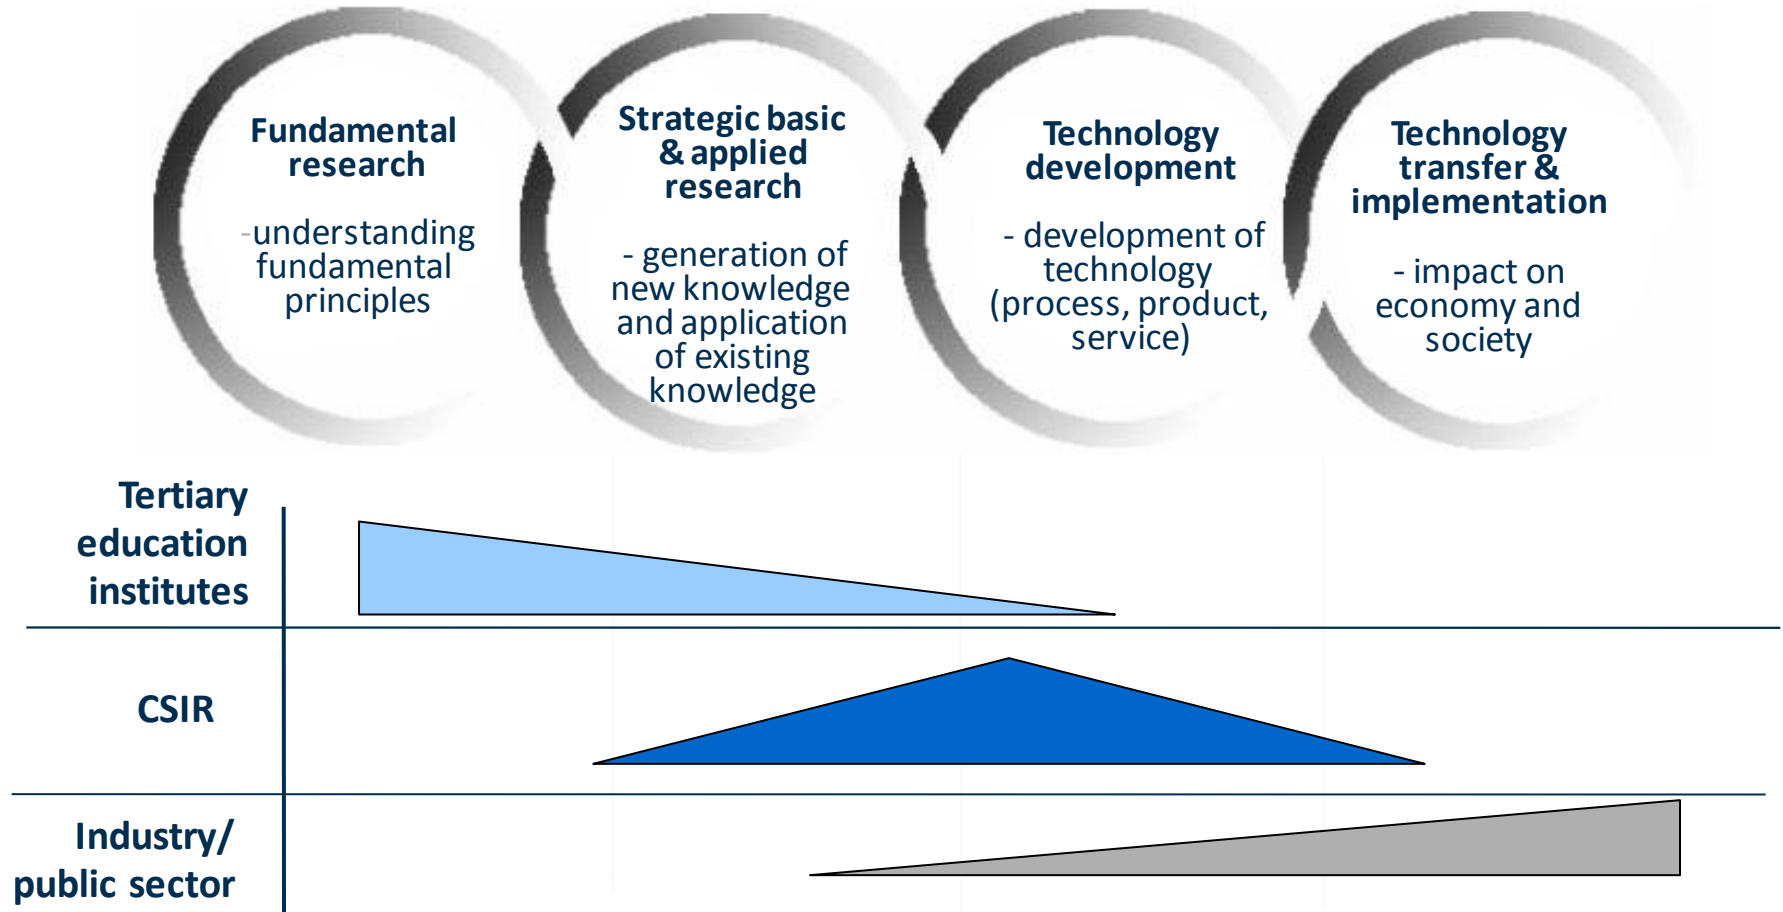 Fundamental
research
-understanding
fundamental
principles
Strategic basic
& applied
research
- generation of
new knowledge
and application
of existing
knowledge
Technology
development
- development of
technology
(process, product,
service)
Technology
transfer &
implementation
- impact on
economy and
society
Tertiary
education
institutes
CSIR
Industry/
public sector